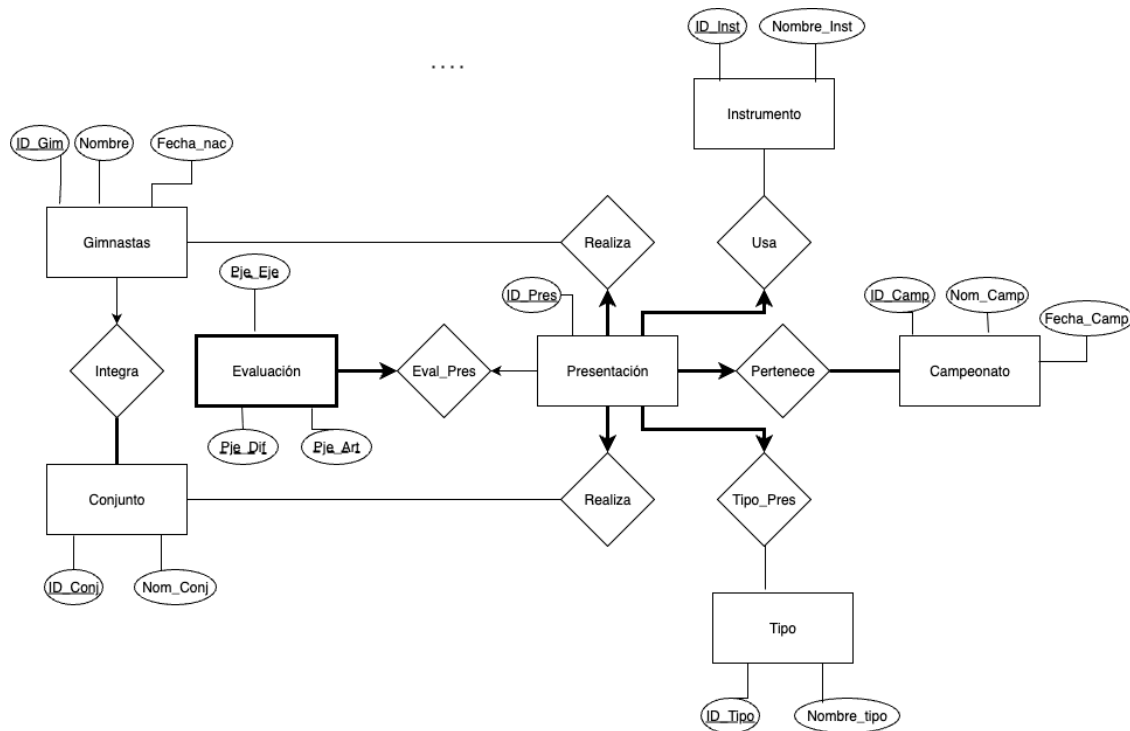 ID_Inst
Nombre_Inst
....
Instrumento
ID_Gim
Nombre
Fecha_nac
Gimnastas
Realiza
Usa
Pje_Eje
ID_Pres
ID_Camp
Nom_Camp
Fecha_Camp
Integra
Evaluación
Eval_Pres
Presentación
Pertenece
Campeonato
Pje_Dif
Pje_Art
Conjunto
Realiza
Tipo_Pres
ID_Conj
Nom_Conj
Tipo
ID_Tipo
Nombre_tipo